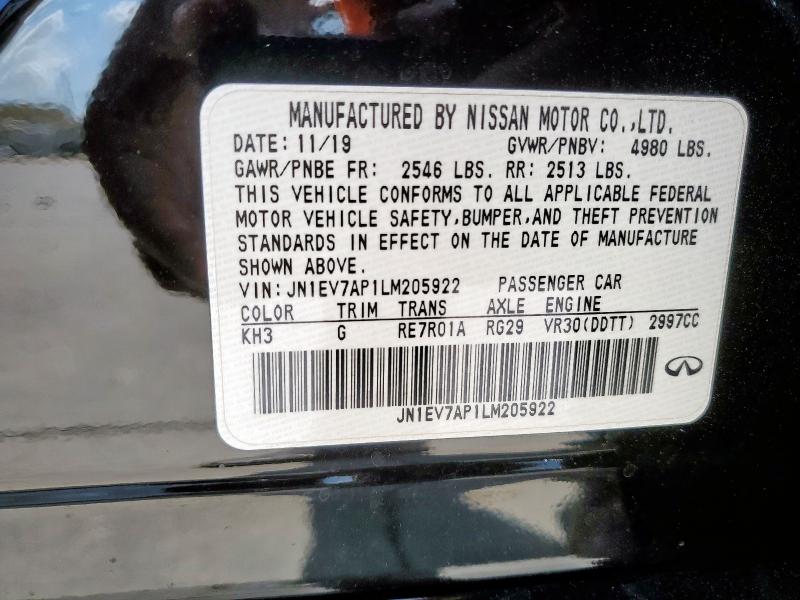 MANUFACTURED BY NISSAN MOTOR CO.,LTD.
DATE: 11/19 GVWR/PNBV: 4980 LBS.
GAWR/PNBE FR: 2546 LBS. RR: 2513 LBS.
THIS VEHICLE CONFORMS TO ALL APPLICABLE FEDERAL
MOTOR VEHICLE SAFETY,BUMPER,AND THEFT PREVENTION
STANDARDS IN EFFECT ON THE DATE OF MANUFACTURE
SHOWN ABOVE.
VIN: JN1EV7AP1LM205922 PASSENGER CAR
COLOR TRIM TRANS AXLE ENGINE
KH3 G RE7R01A RG29 VR30(DDTT) 2997CC
JN1EV7AP1LM205922